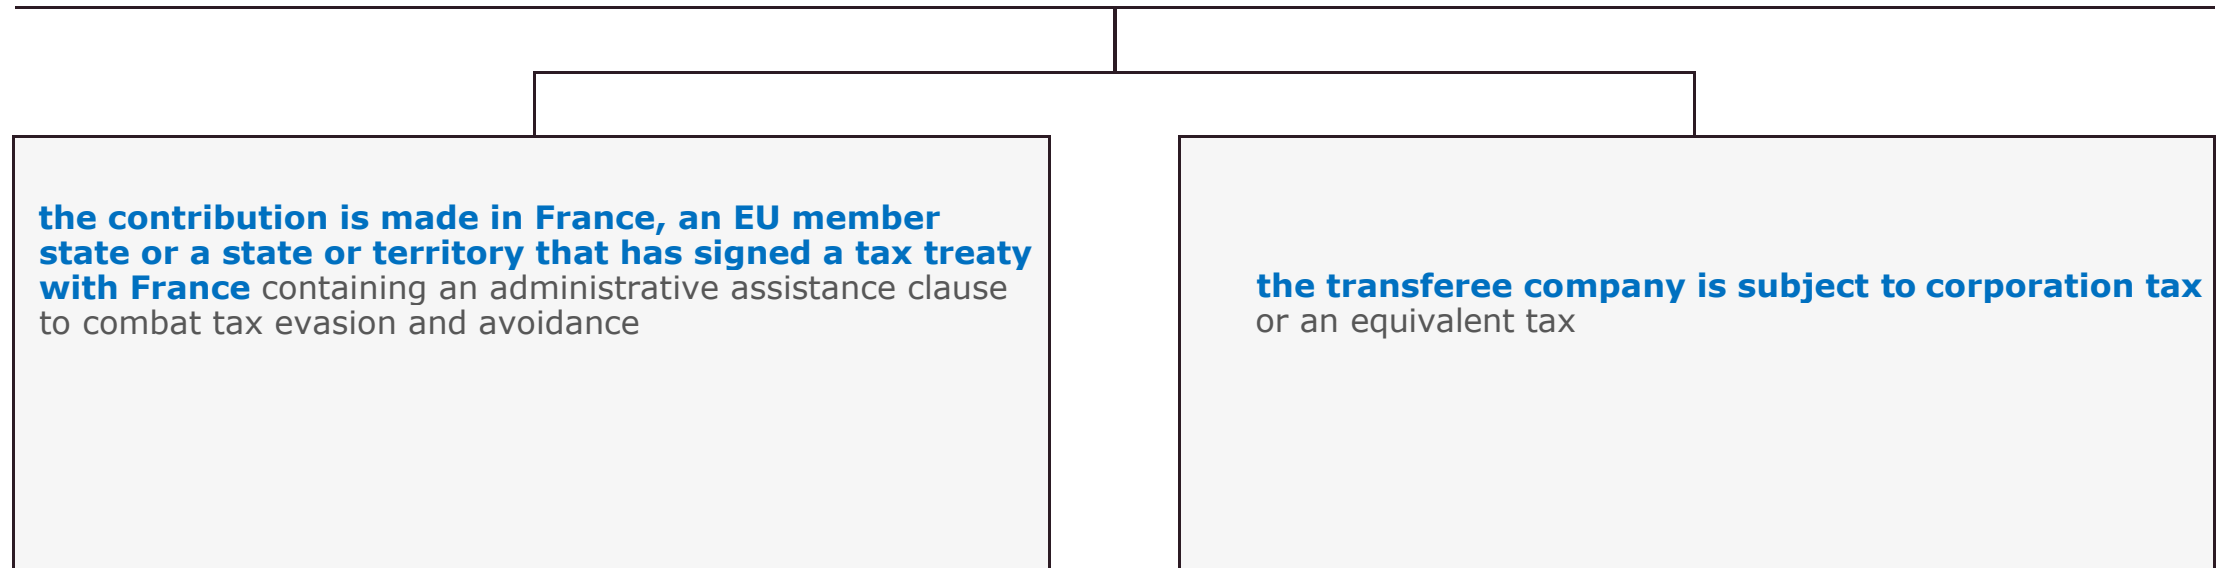 the contribution is made in France, an EU member
state or a state or territory that has signed a tax treaty
with France containing an administrative assistance clause
to combat tax evasion and avoidance
the transferee company is subject to corporation tax
or an equivalent tax